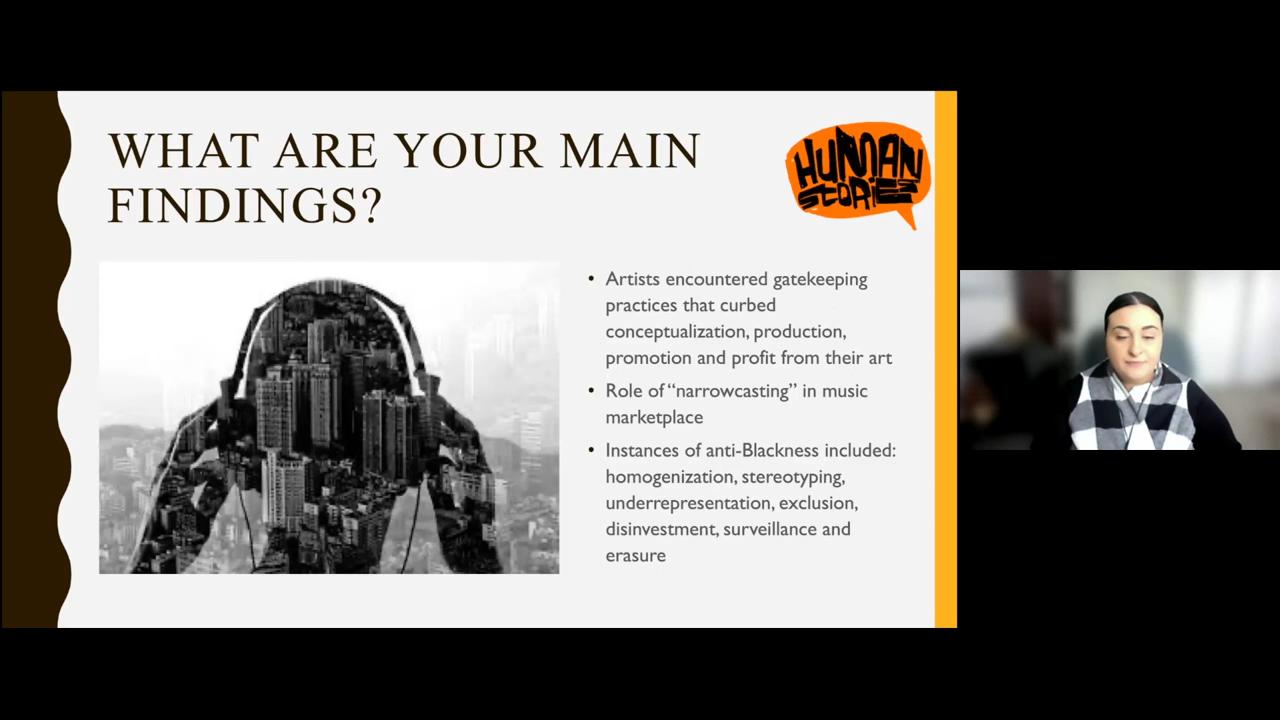 WHAT ARE YOUR MAIN
FINDINGS?
HUMAN
STORIES
• Artists encountered gatekeeping
practices that curbed
conceptualization, production,
promotion and profit from their art
• Role of “narrowcasting” in music
marketplace
• Instances of anti-Blackness included:
homogenization, stereotyping,
underrepresentation, exclusion,
disinvestment, surveillance and
erasure